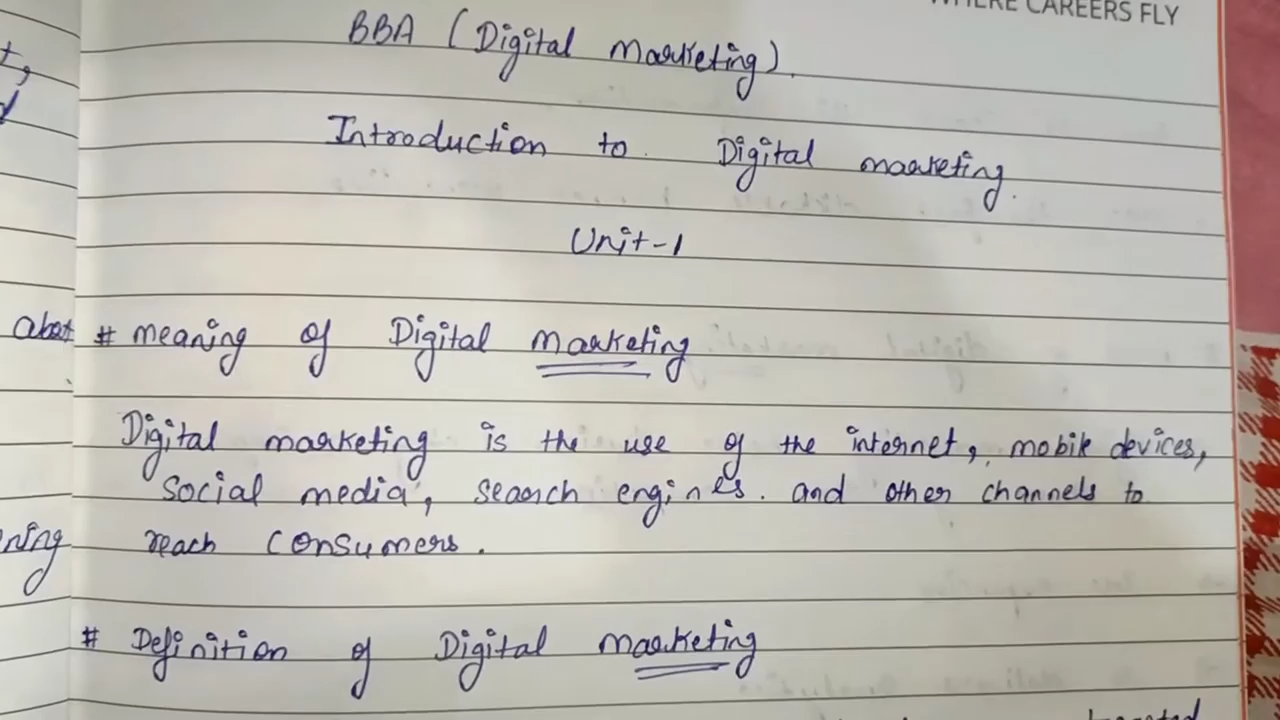 WHERE CAREERS FLY
BBA (Digital Marketing).
Introduction to Digital marketing.
Unit-1
# meaning of Digital Marketing
Digital marketing is the use of the internet, mobile devices,
Social media, search engines. and other channels to
reach consumers.
# Definition of Digital Marketing